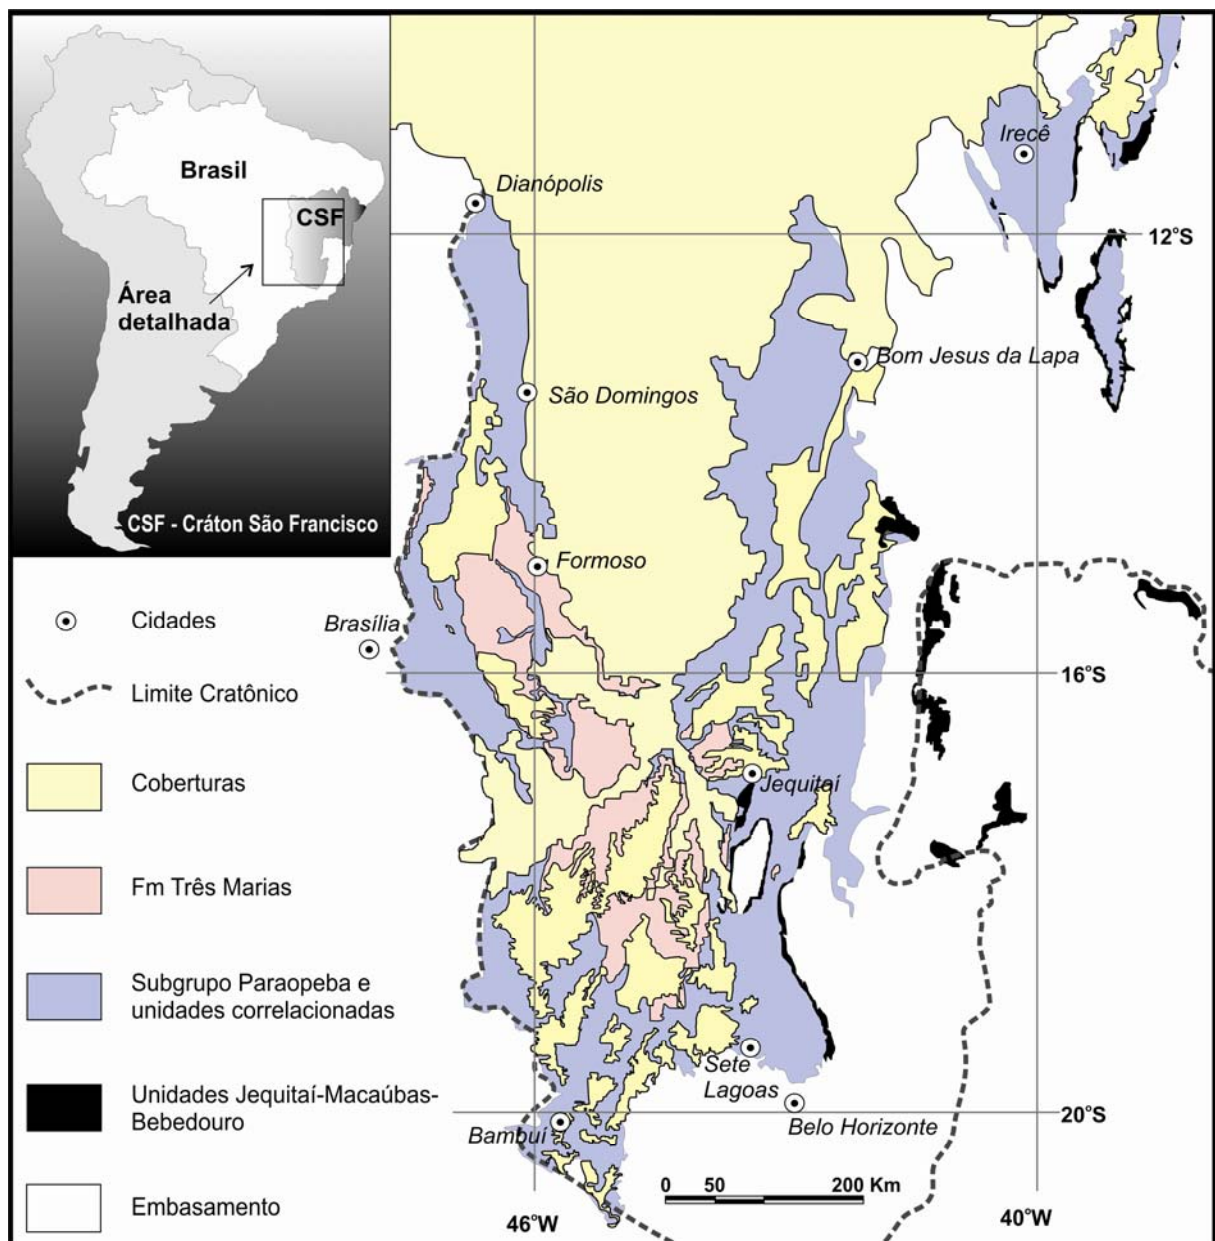 Brasil
CSF
Área
detalhada
CSF - Cráton São Francisco
Cidades
Limite Cratônico
Coberturas
Fm Três Marias
Subgrupo Paraopeba e
unidades correlacionadas
Unidades Jequitaí-Macaúbas-
Bebedouro
Embasamento
Irecê
Dianópolis
12°S
Bom Jesus da Lapa
São Domingos
Formoso
Brasília
16°S
Jequitaí
Sete
Lagoas
Belo Horizonte
20°S
Bambuí
0 50 200 Km
46°W
40°W